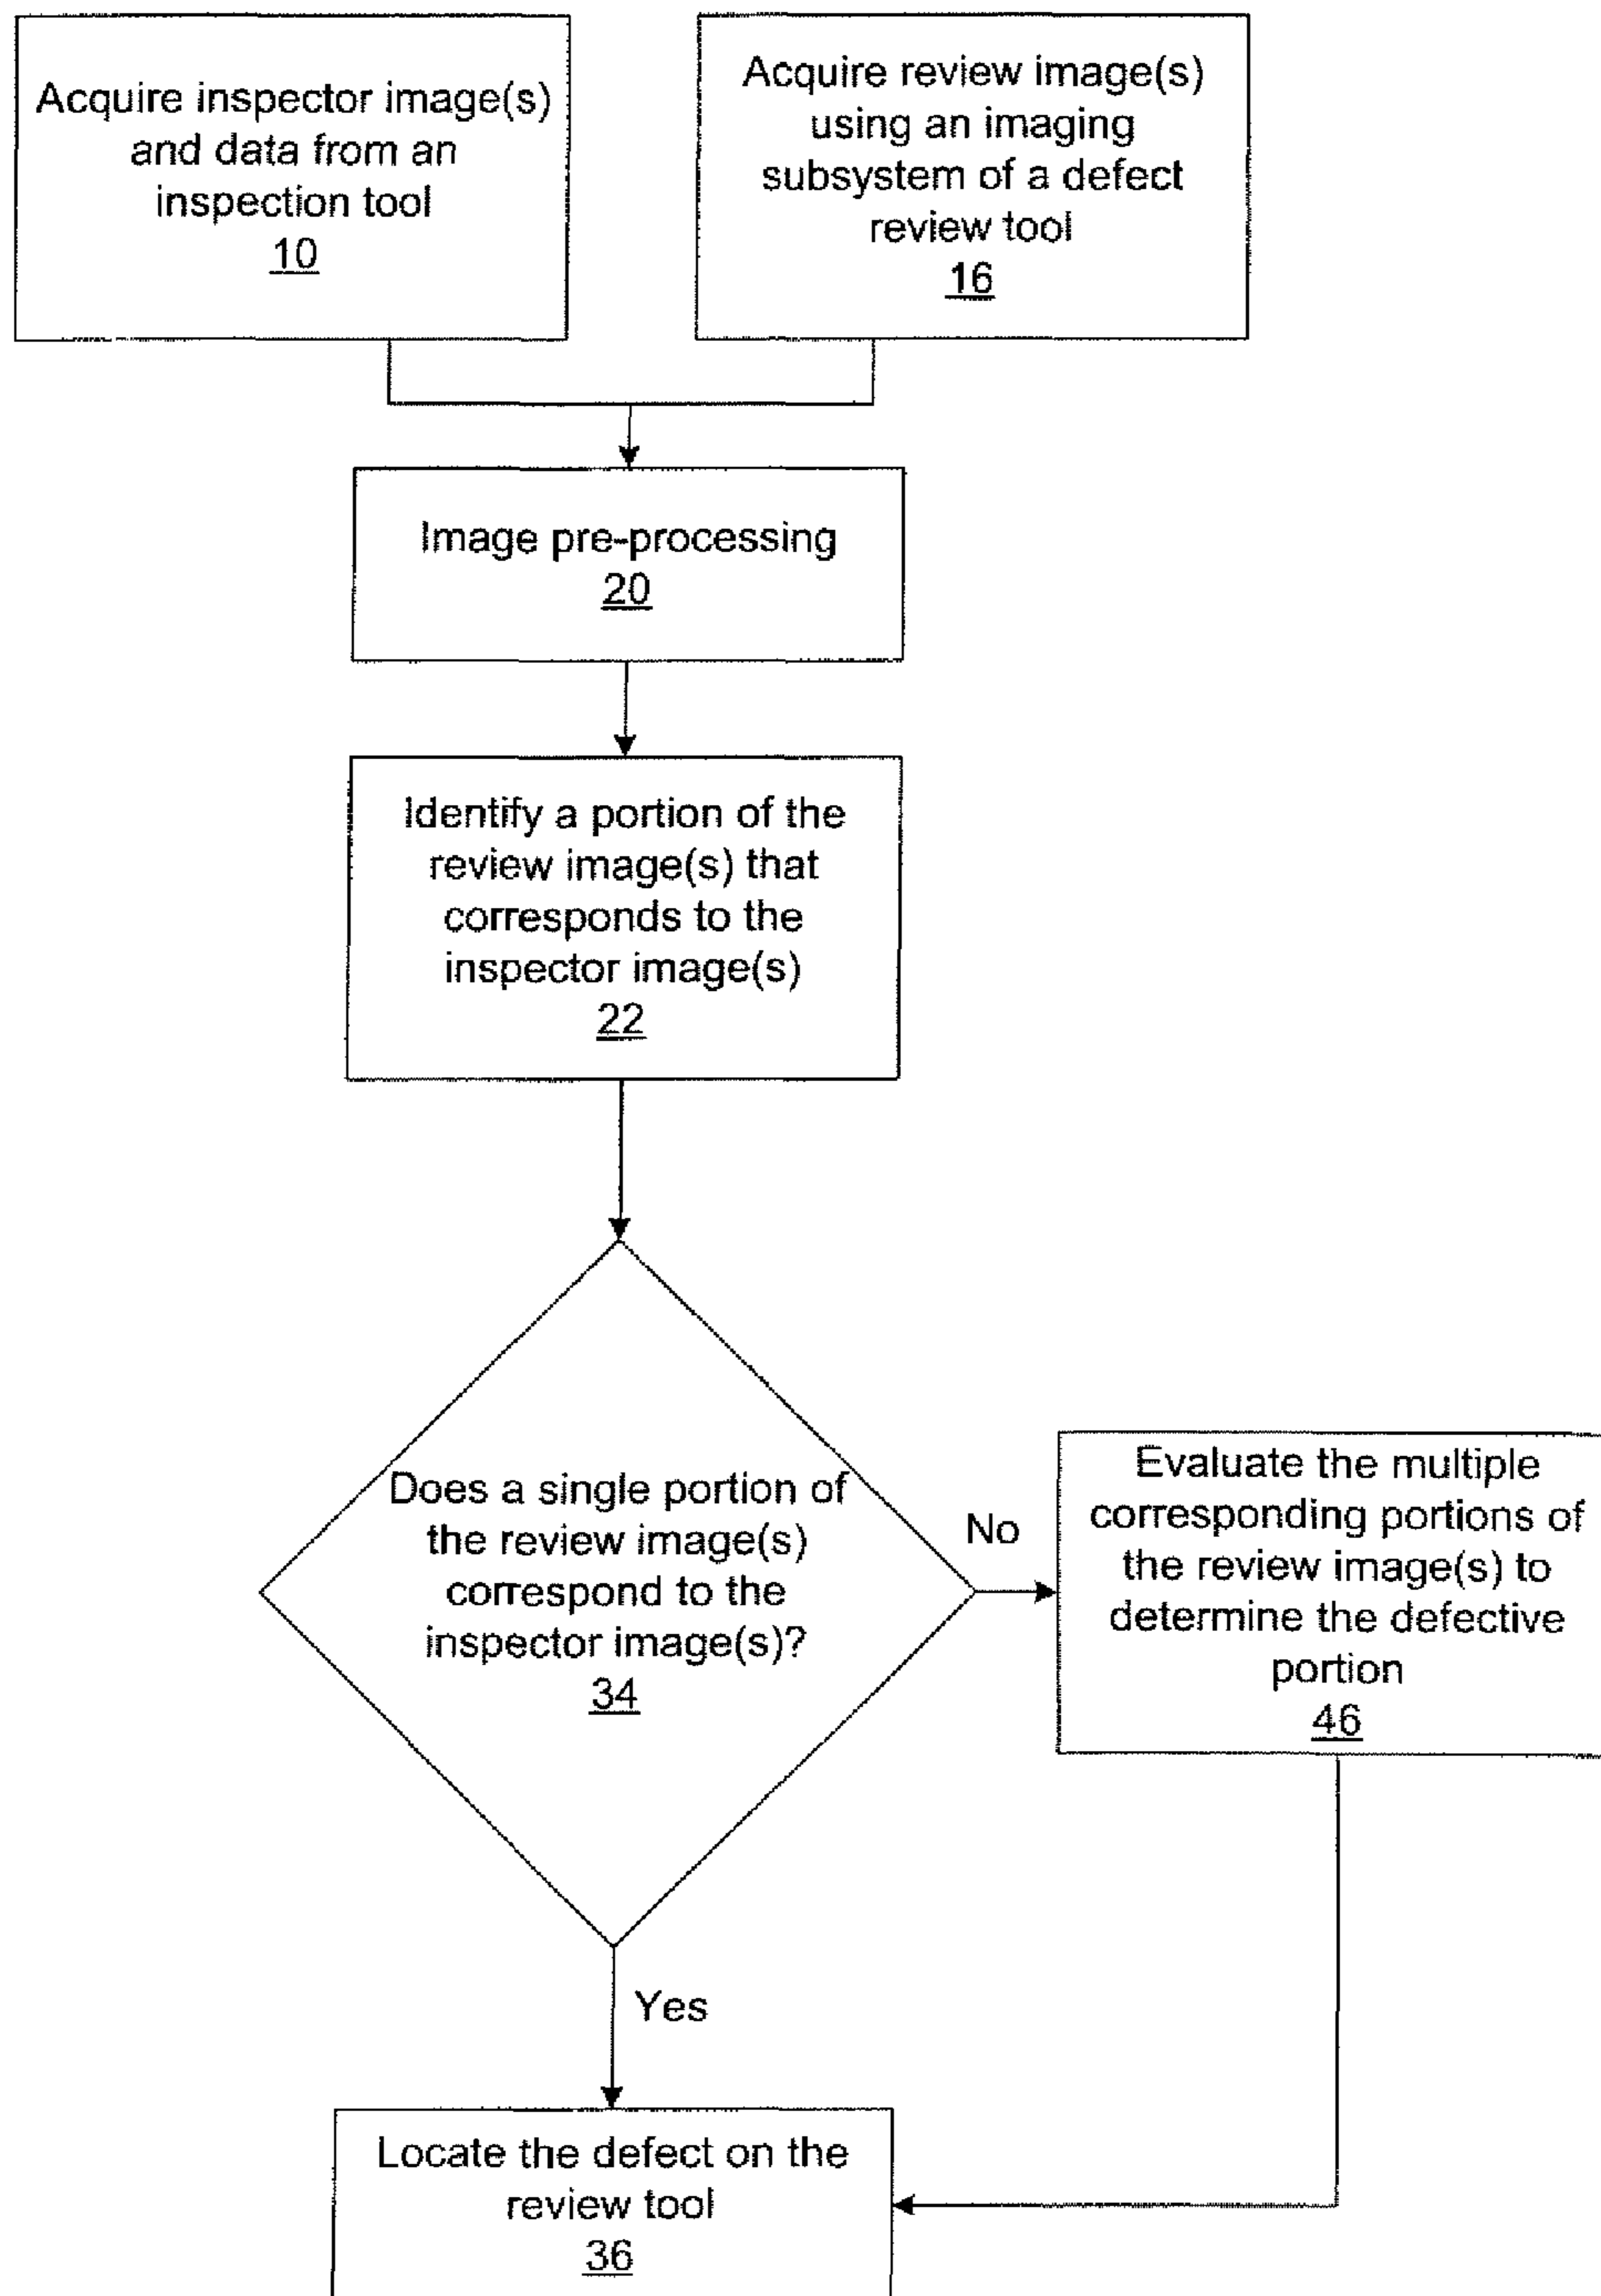 Acquire inspector image(s)
and data from an
inspection tool
10
Acquire review image(s)
using an imaging
subsystem of a defect
review tool
16
Image pre-processing
20
Identify a portion of the
review image(s) that
corresponds to the
inspector image(s)
22
Does a single portion of
the review image(s)
correspond to the
inspector image(s)?
34
No
Evaluate the multiple
corresponding portions of
the review image(s) to
determine the defective
portion
46
Yes
Locate the defect on the
review tool
36